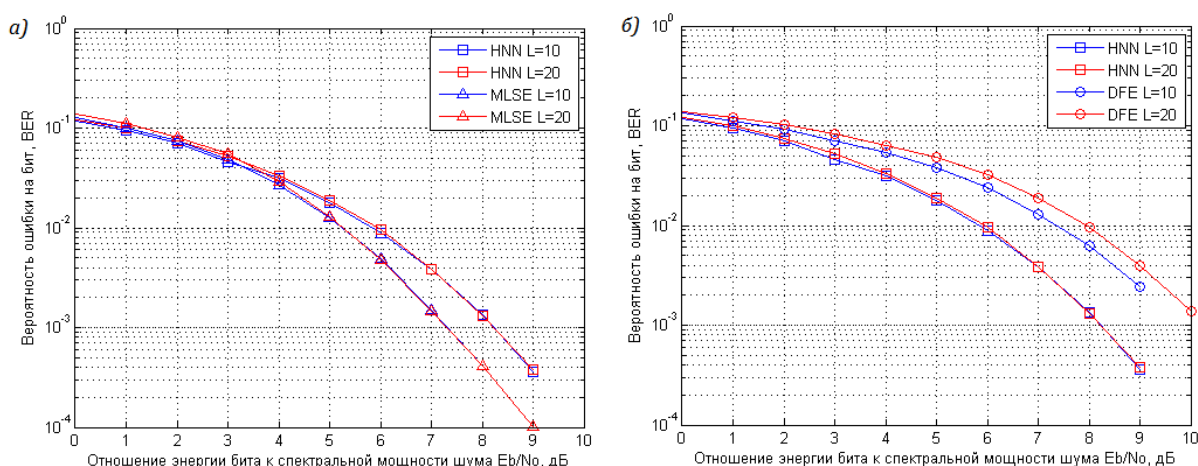 а)
10^0
10^-1
10^-2
10^-3
10^-4
Вероятность ошибки на бит, BER
HNN L=10
HNN L=20
MLSE L=10
MLSE L=20
0 1 2 3 4 5 6 7 8 9 10
Отношение энергии бита к спектральной мощности шума Eb/No, дБ
б)
10^0
10^-1
10^-2
10^-3
10^-4
Вероятность ошибки на бит, BER
HNN L=10
HNN L=20
DFE L=10
DFE L=20
0 1 2 3 4 5 6 7 8 9 10
Отношение энергии бита к спектральной мощности шума Eb/No, дБ